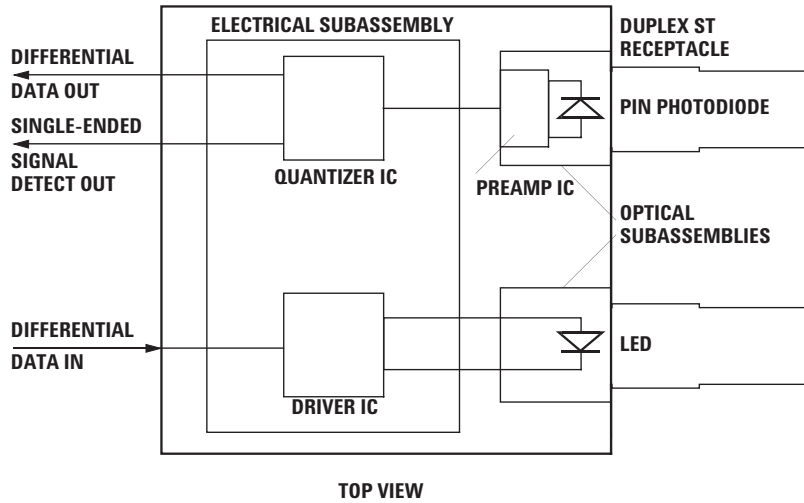 ELECTRICAL SUBASSEMBLY
DUPLEX ST
RECEPTACLE
DIFFERENTIAL
DATA OUT
PIN PHOTODIODE
SINGLE-ENDED
SIGNAL
DETECT OUT
QUANTIZER IC
PREAMP IC
OPTICAL
SUBASSEMBLIES
DIFFERENTIAL
DATA IN
LED
DRIVER IC
TOP VIEW